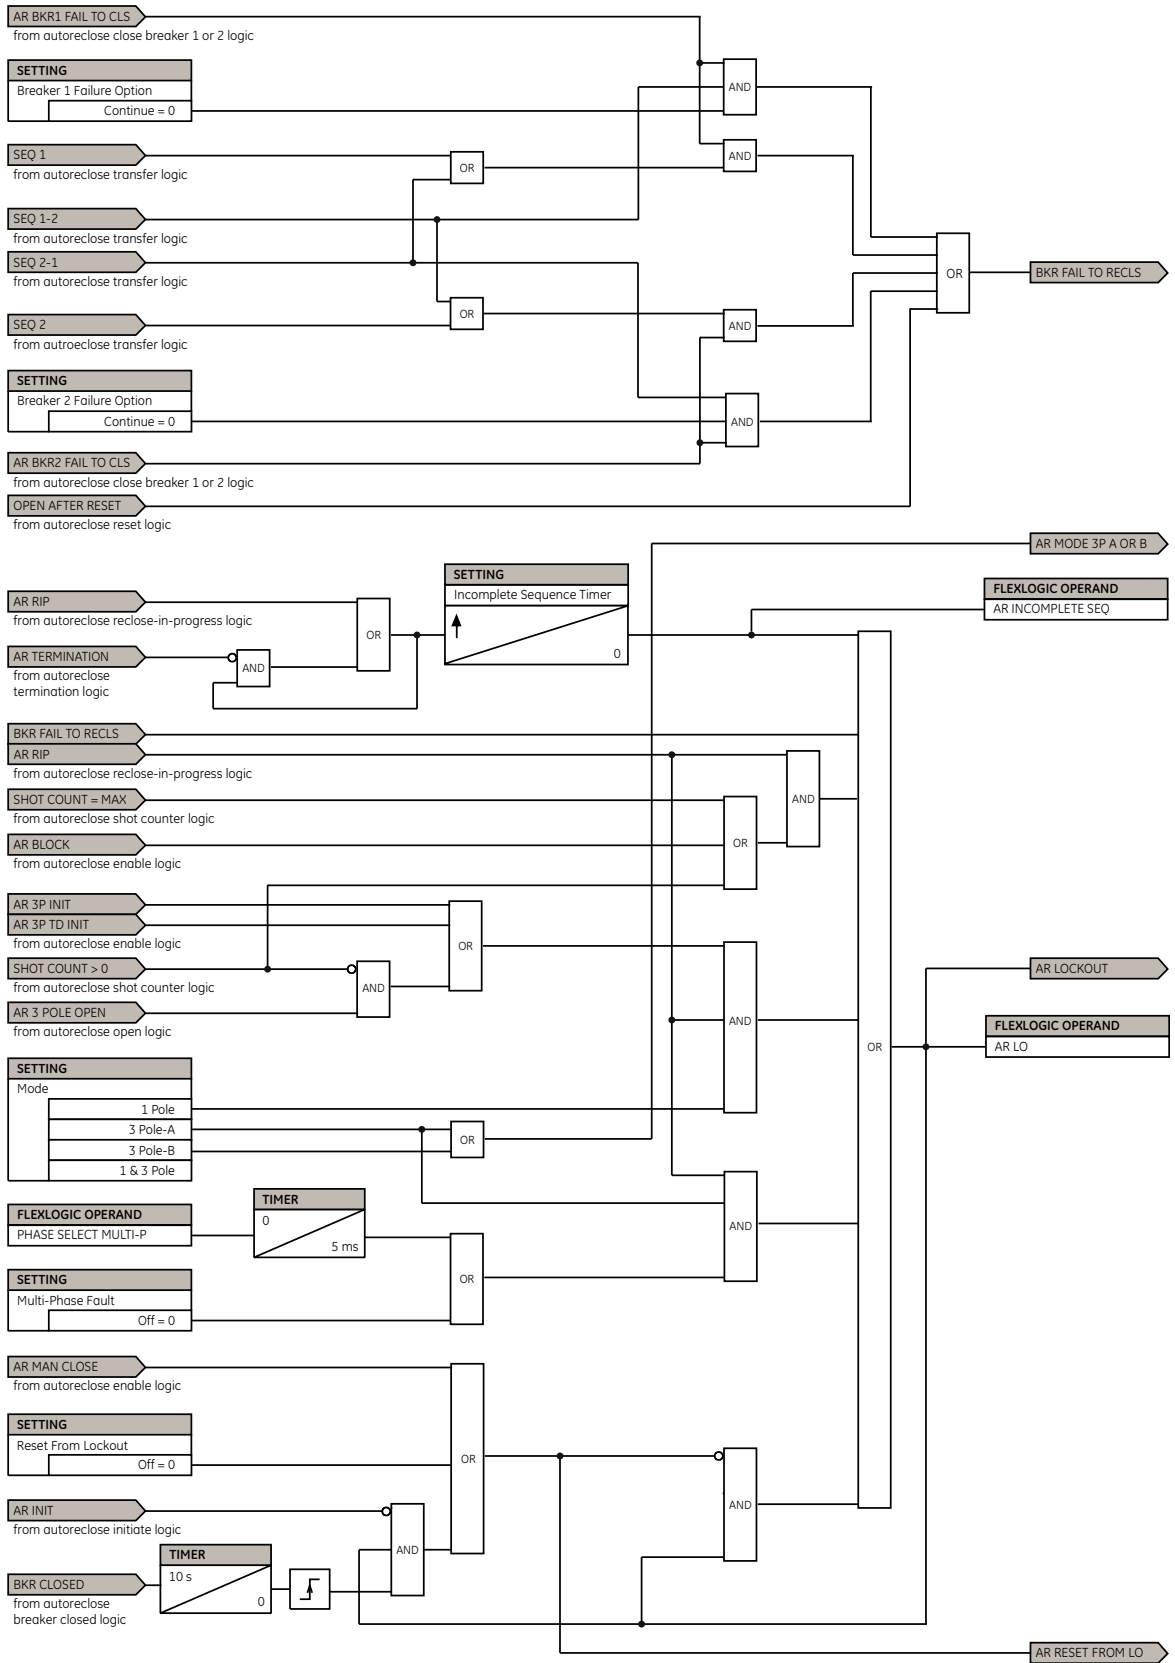 AR BKR1 FAIL TO CLS
from autoreclose close breaker 1 or 2 logic
SETTING
Breaker 1 Failure Option
Continue = 0
AND
SEQ 1
from autoreclose transfer logic
OR
AND
SEQ 1-2
from autoreclose transfer logic
SEQ 2-1
from autoreclose transfer logic
OR
BKR FAIL TO RECLS
SEQ 2
from autroeclose transfer logic
OR
AND
SETTING
Breaker 2 Failure Option
Continue = 0
AND
AR BKR2 FAIL TO CLS
from autoreclose close breaker 1 or 2 logic
OPEN AFTER RESET
from autoreclose reset logic
AR MODE 3P A OR B
SETTING
Incomplete Sequence Timer
0
FLEXLOGIC OPERAND
AR INCOMPLETE SEQ
AR RIP
from autoreclose reclose-in-progress logic
OR
AR TERMINATION
from autoreclose
termination logic
AND
BKR FAIL TO RECLS
AR RIP
from autoreclose reclose-in-progress logic
AND
SHOT COUNT = MAX
from autoreclose shot counter logic
AR BLOCK
from autoreclose enable logic
OR
AR 3P INIT
AR 3P TD INIT
from autoreclose enable logic
OR
SHOT COUNT > 0
from autoreclose shot counter logic
AND
AR LOCKOUT
AR 3 POLE OPEN
from autoreclose open logic
AND
FLEXLOGIC OPERAND
AR LO
OR
SETTING
Mode
1 Pole
3 Pole-A
3 Pole-B
1 & 3 Pole
OR
FLEXLOGIC OPERAND
PHASE SELECT MULTI-P
TIMER
0
5 ms
AND
SETTING
Multi-Phase Fault
Off = 0
OR
AR MAN CLOSE
from autoreclose enable logic
SETTING
Reset From Lockout
Off = 0
OR
AR INIT
from autoreclose initiate logic
AND
AND
TIMER
10 s
0
BKR CLOSED
from autoreclose
breaker closed logic
AR RESET FROM LO